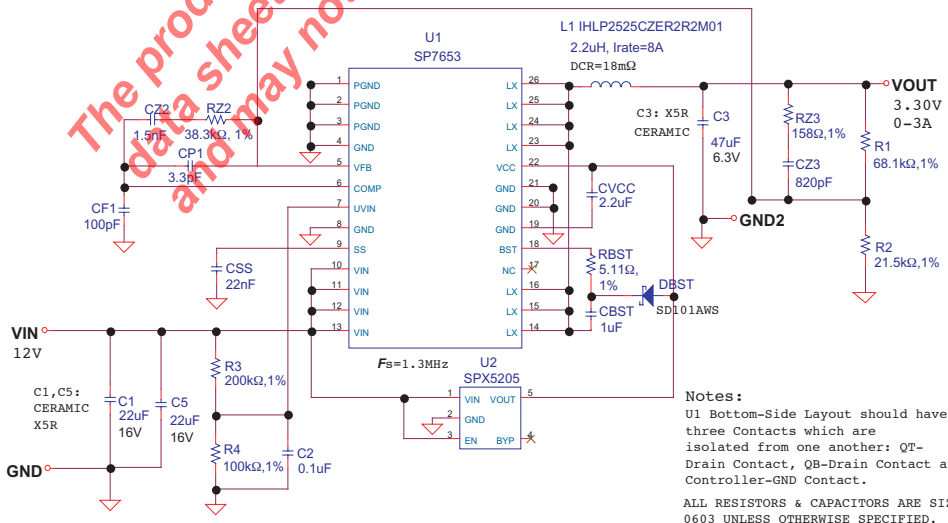 The prod
data shee
and may no
U1
SP7653
L1 IHLP2525CZER2R2M01
2.2uH, Irate=8A
DCR=18mΩ
1 PGND
2 PGND
3 PGND
4 GND
5 VFB
6 COMP
7 UVIN
8 GND
9 SS
10 VIN
11 VIN
12 VIN
13 VIN
LX 26
LX 25
LX 24
LX 23
VCC 22
GND 21
GND 20
GND 19
BST 18
NC 17
LX 16
LX 15
LX 14
CZ2
1.5nF
RZ2
38.3kΩ, 1%
CP1
3.3pF
CF1
100pF
CSS
22nF
C3: X5R
CERAMIC
C3
47uF
6.3V
RZ3
158Ω,1%
CZ3
820pF
VOUT
3.30V
0-3A
R1
68.1kΩ,1%
GND2
R2
21.5kΩ,1%
CVCC
2.2uF
RBST
5.11Ω,
1%
CBST
1uF
DBST
SD101AWS
VIN
12V
C1,C5:
CERAMIC
X5R
C1
22uF
16V
C5
22uF
16V
R3
200kΩ,1%
R4
100kΩ,1%
C2
0.1uF
GND
Fs=1.3MHz
U2
SPX5205
1 VIN
2 GND
3 EN
VOUT 5
BYP 4
Notes:
U1 Bottom-Side Layout should have
three Contacts which are
isolated from one another: QT-
Drain Contact, QB-Drain Contact a
Controller-GND Contact.
ALL RESISTORS & CAPACITORS ARE SIZ
0603 UNLESS OTHERWISE SPECIFIED.